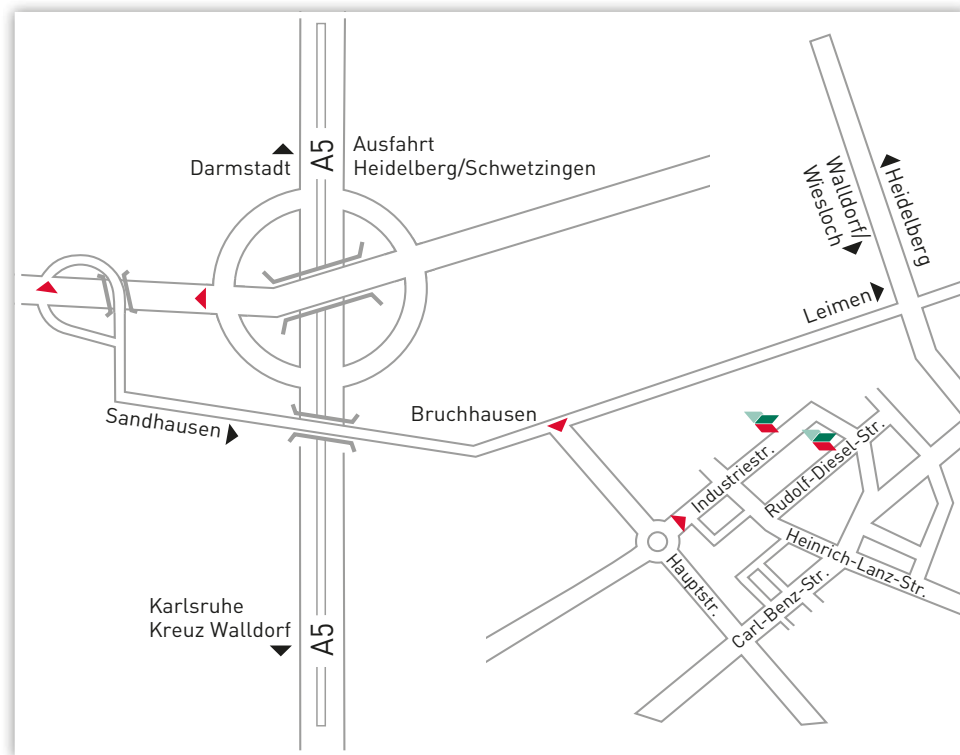 A5
Ausfahrt
Heidelberg/Schwetzingen
Darmstadt
Walldorf/
Wiesloch
Heidelberg
Leimen
Sandhausen
Bruchhausen
Industriestr.
Rudolf-Diesel-Str.
Heinrich-Lanz-Str.
Hauptstr.
Carl-Benz-Str.
Karlsruhe
Kreuz Walldorf
A5